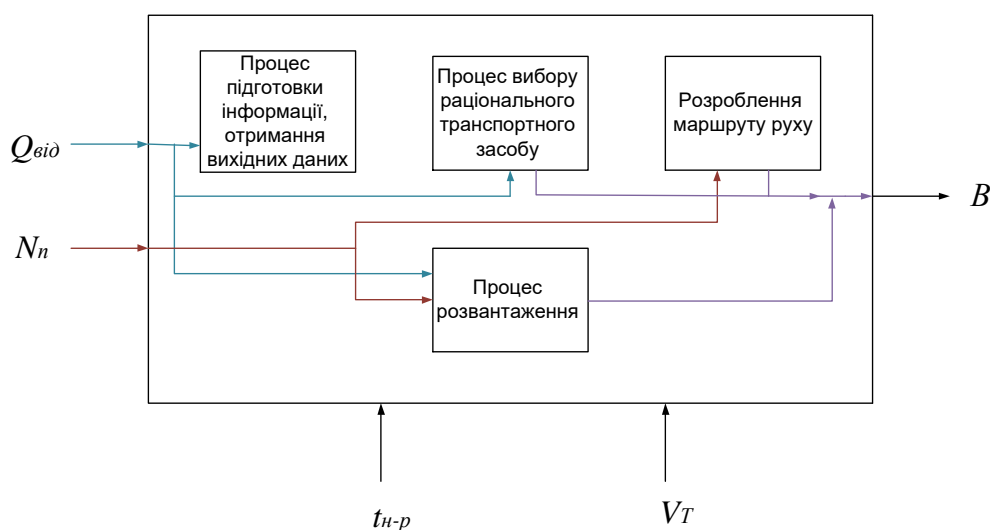 Процес
підготовки
інформації,
отримання
вихідних даних
Процес вибору
раціонального
транспортного
засобу
Розроблення
маршруту руху
Qвід
B
Nп
Процес
розвантаження
tн-р
VT